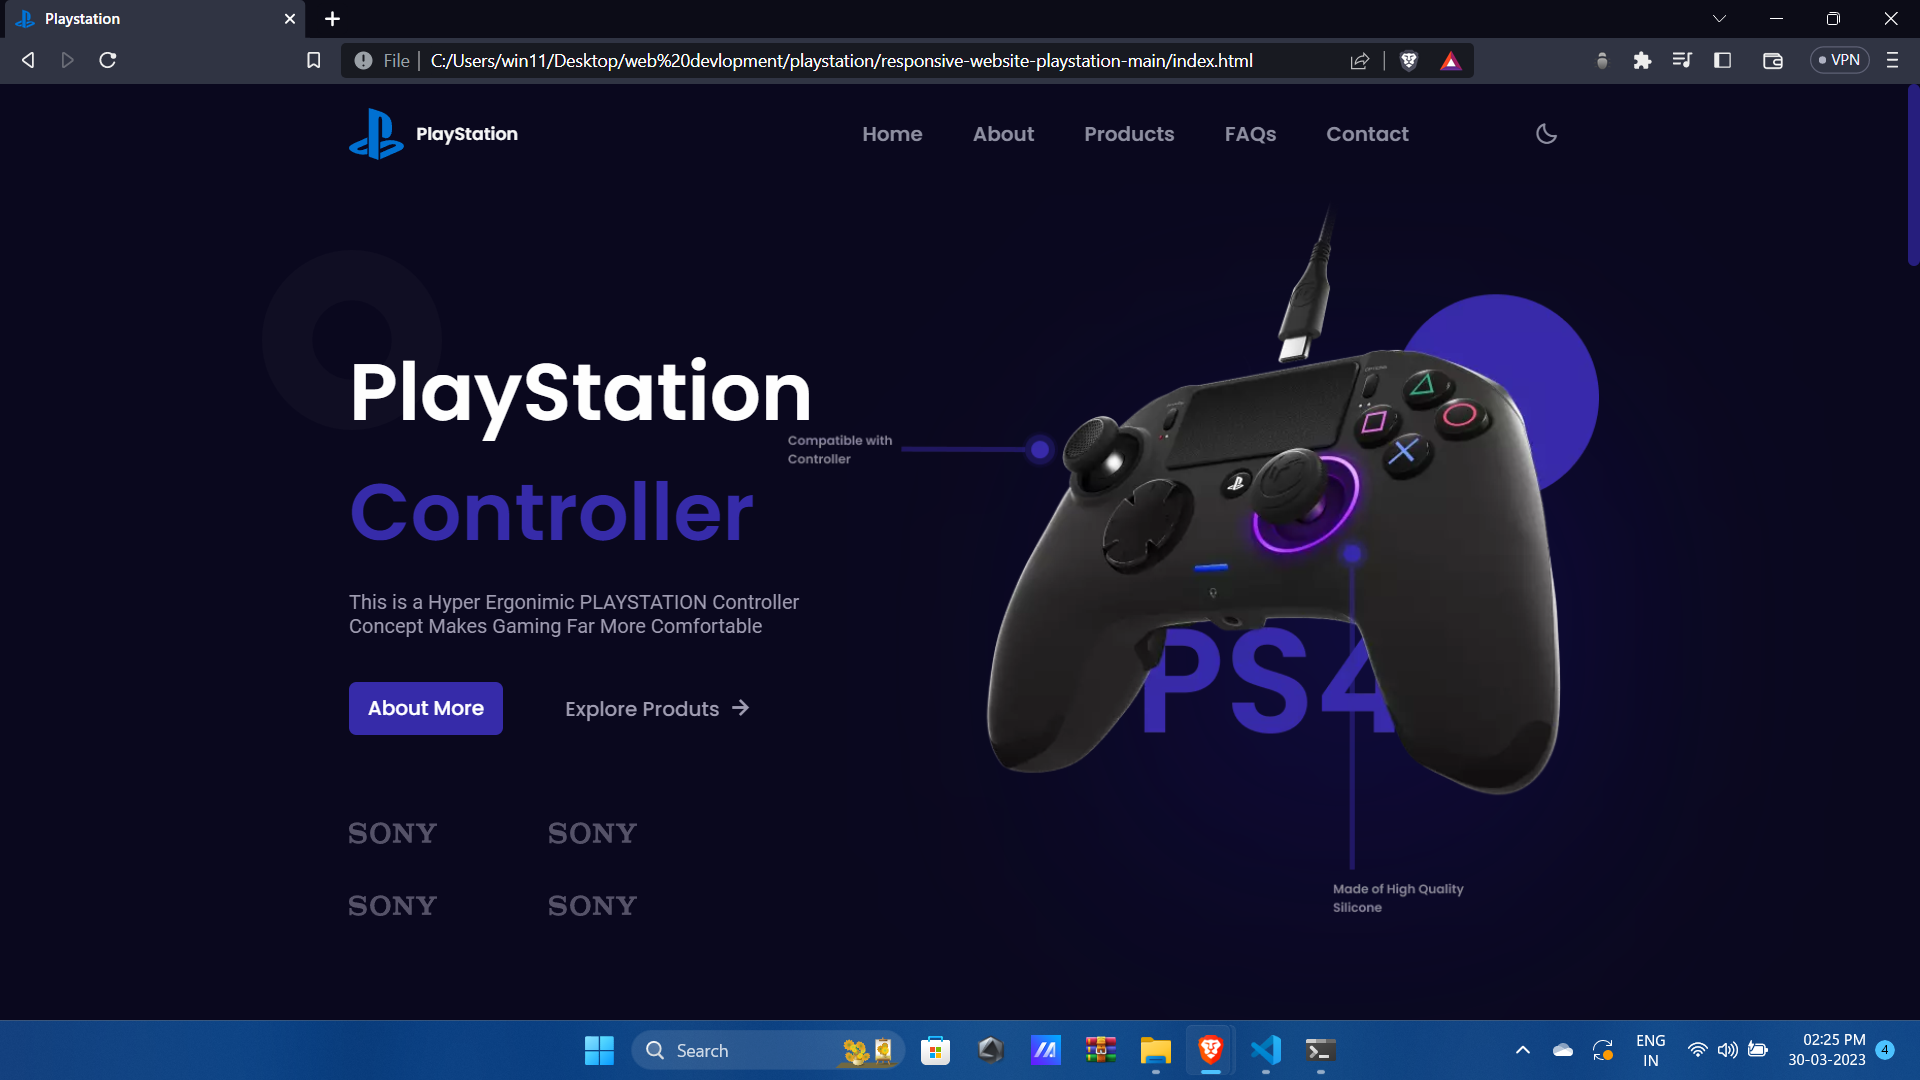 Playstation
File
C:/Users/win11/Desktop/web%20devlopment/playstation/responsive-website-playstation-main/index.html
VPN
PlayStation
Home
About
Products
FAQs
Contact
PlayStation
Compatible with
Controller
Controller
This is a Hyper Ergonimic PLAYSTATION Controller
Concept Makes Gaming Far More Comfortable
About More
Explore Produts
PS4
SONY
SONY
SONY
SONY
Made of High Quality
Silicone
Search
ENG
IN
02:25 PM
30-03-2023
4